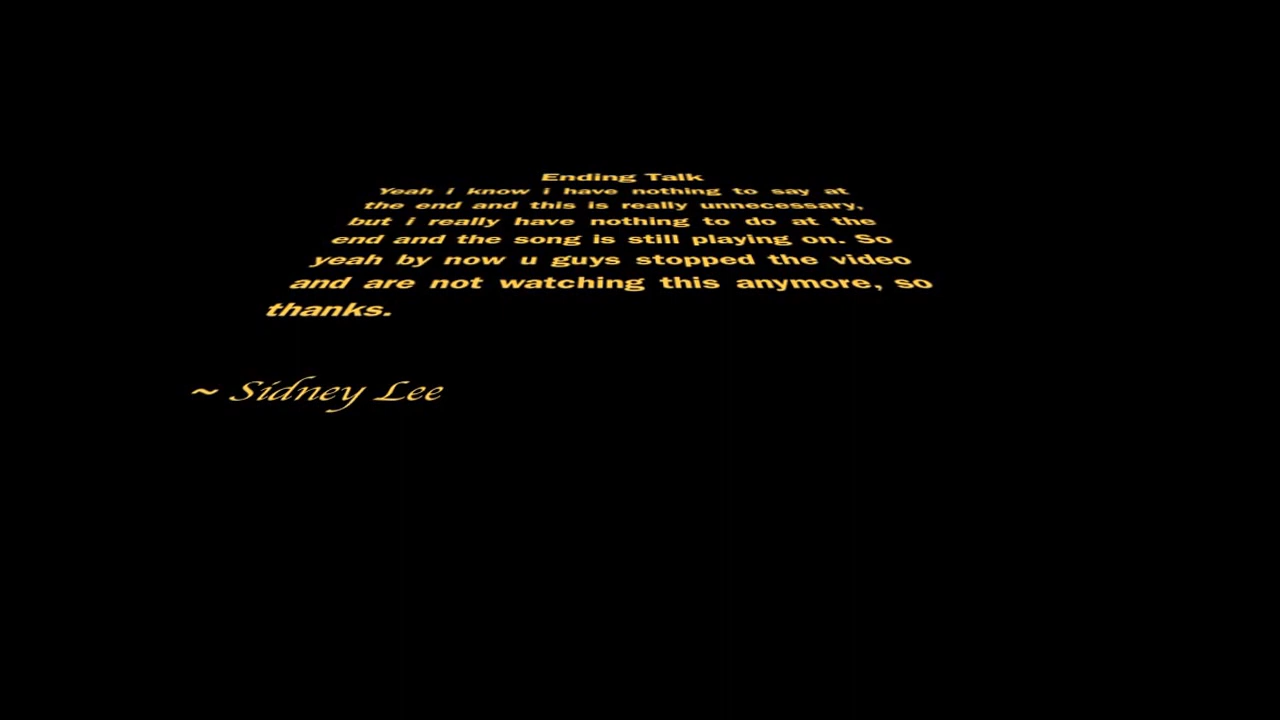 Ending Talk
Yeah i know i have nothing to say at
the end and this is really unnecessary,
but i really have nothing to do at the
end and the song is still playing on. So
yeah by now u guys stopped the video
and are not watching this anymore, so
thanks.
~ Sidney Lee